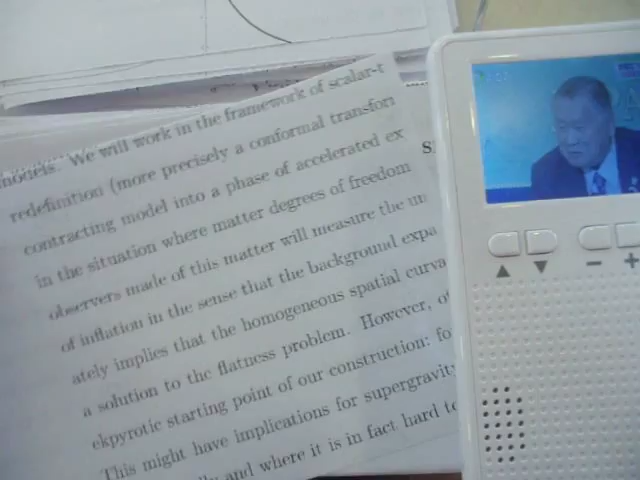 models. We will work in the framework of scalar-t
redefinition (more precisely a conformal transfor
contracting model into a phase of accelerated ex
in the situation where matter degrees of freedom
observers made of this matter will measure the un
of inflation in the sense that the background expa
ately implies that the homogeneous spatial curva
a solution to the flatness problem. However, o
ekpyrotic starting point of our construction: fo
This might have implications for supergravity
lly and where it is in fact hard to
S
▲ ▼ − +